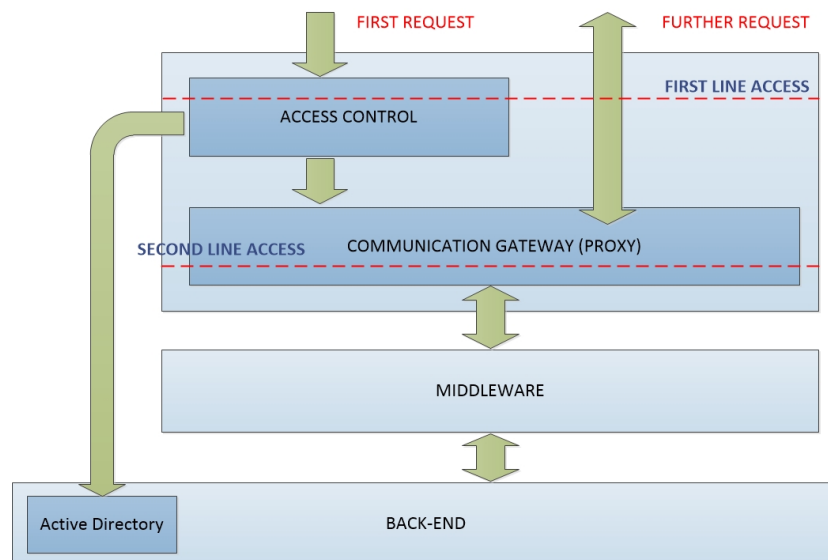 FIRST REQUEST
FURTHER REQUEST
FIRST LINE ACCESS
ACCESS CONTROL
SECOND LINE ACCESS
COMMUNICATION GATEWAY (PROXY)
MIDDLEWARE
Active Directory
BACK-END